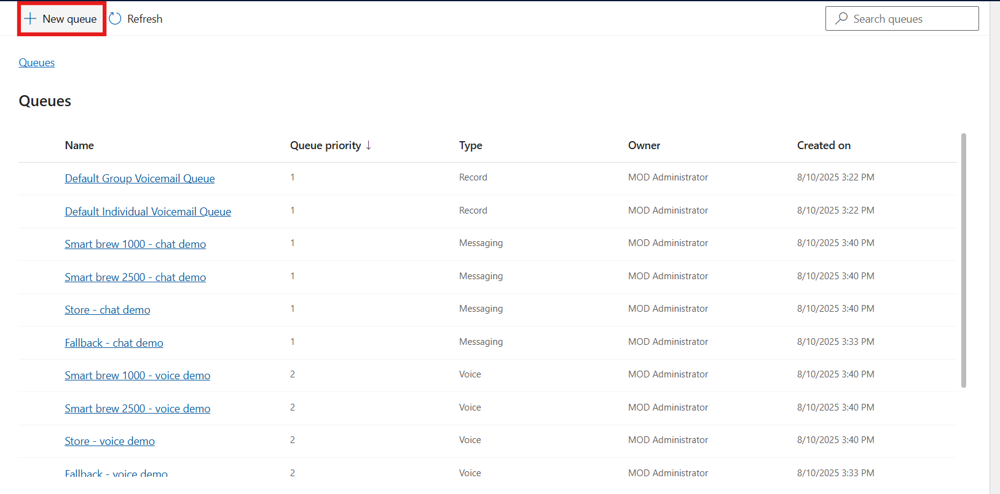 New queue Refresh Search queues
Queues
Queues
Name Queue priority ↓ Type Owner Created on
Default Group Voicemail Queue 1 Record MOD Administrator 8/10/2025 3:22 PM
Default Individual Voicemail Queue 1 Record MOD Administrator 8/10/2025 3:22 PM
Smart brew 1000 - chat demo 1 Messaging MOD Administrator 8/10/2025 3:40 PM
Smart brew 2500 - chat demo 1 Messaging MOD Administrator 8/10/2025 3:40 PM
Store - chat demo 1 Messaging MOD Administrator 8/10/2025 3:40 PM
Fallback - chat demo 1 Messaging MOD Administrator 8/10/2025 3:33 PM
Smart brew 1000 - voice demo 2 Voice MOD Administrator 8/10/2025 3:40 PM
Smart brew 2500 - voice demo 2 Voice MOD Administrator 8/10/2025 3:40 PM
Store - voice demo 2 Voice MOD Administrator 8/10/2025 3:40 PM
Fallback - voice demo 2 Voice MOD Administrator 8/10/2025 3:33 PM